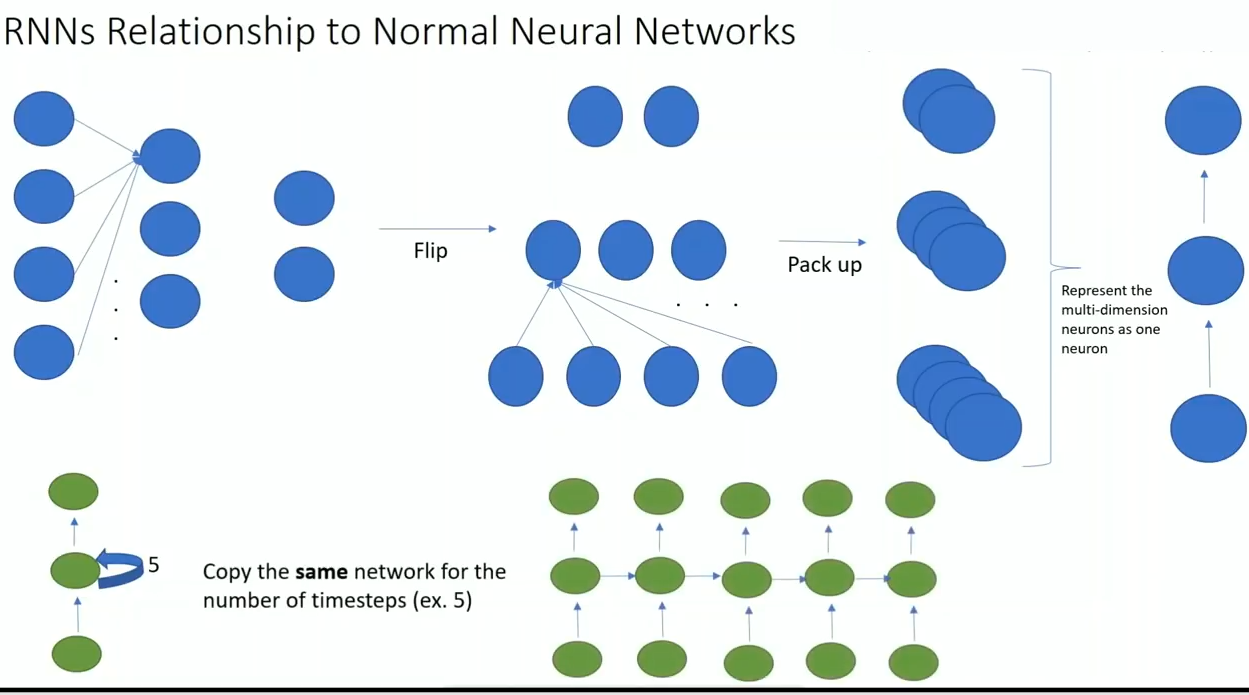 RNNs Relationship to Normal Neural Networks
Flip
. . .
Pack up
Represent the
multi-dimension
neurons as one
neuron
5
Copy the same network for the
number of timesteps (ex. 5)